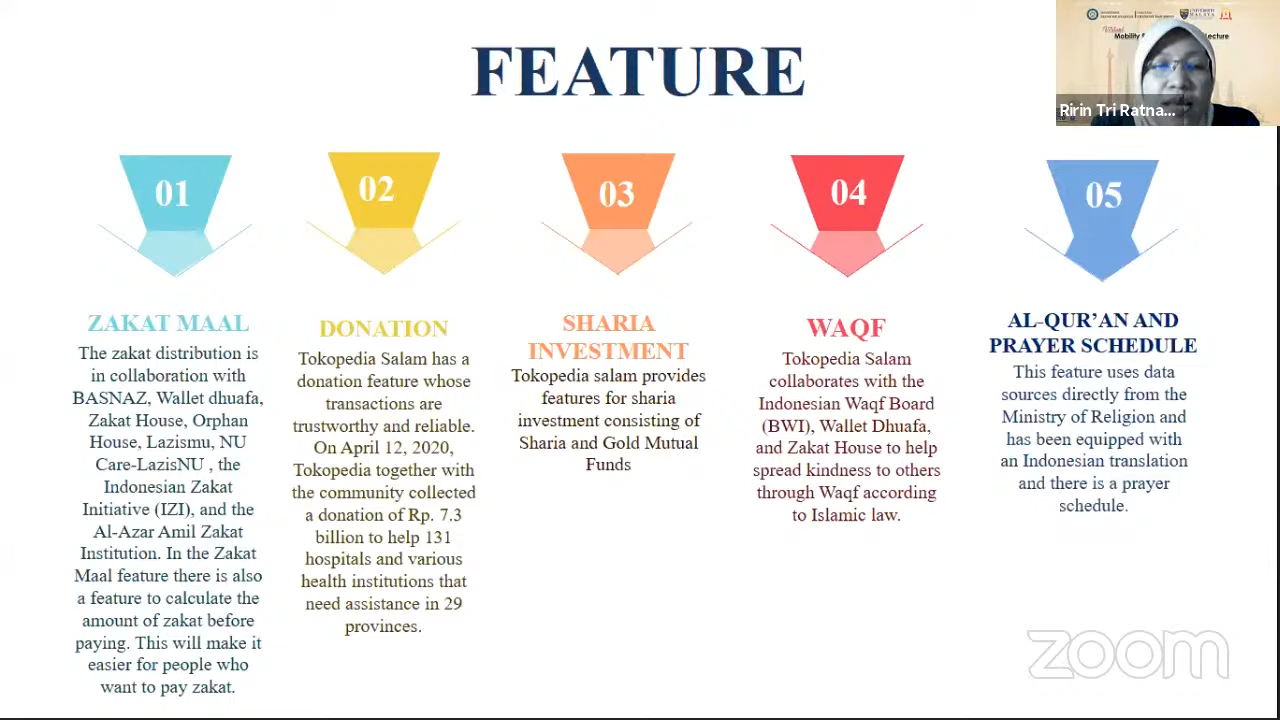 FEATURE
UNIVERSITI
MALAYA
Virtual
Mobility
Lecture
Ririn Tri Ratna...
01
ZAKAT MAAL
The zakat distribution is
in collaboration with
BASNAZ, Wallet dhuafa,
Zakat House, Orphan
House, Lazismu, NU
Care-LazisNU , the
Indonesian Zakat
Initiative (IZI), and the
Al-Azar Amil Zakat
Institution. In the Zakat
Maal feature there is also
a feature to calculate the
amount of zakat before
paying. This will make it
easier for people who
want to pay zakat.
02
DONATION
Tokopedia Salam has a
donation feature whose
transactions are
trustworthy and reliable.
On April 12, 2020,
Tokopedia together with
the community collected
a donation of Rp. 7.3
billion to help 131
hospitals and various
health institutions that
need assistance in 29
provinces.
03
SHARIA
INVESTMENT
Tokopedia salam provides
features for sharia
investment consisting of
Sharia and Gold Mutual
Funds
04
WAQF
Tokopedia Salam
collaborates with the
Indonesian Waqf Board
(BWI), Wallet Dhuafa,
and Zakat House to help
spread kindness to others
through Waqf according
to Islamic law.
05
AL-QUR’AN AND
PRAYER SCHEDULE
This feature uses data
sources directly from the
Ministry of Religion and
has been equipped with
an Indonesian translation
and there is a prayer
schedule.
zoom